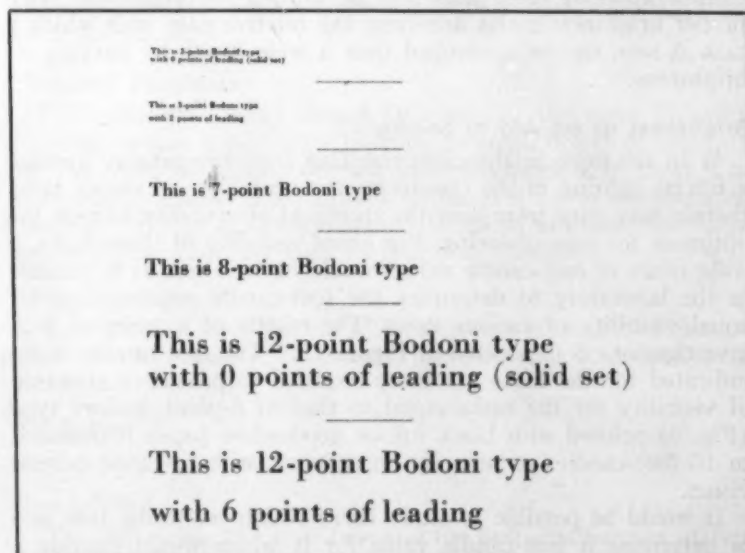 This is 3-point Bodoni type
with 0 points of leading (solid set)
This is 3-point Bodoni type
with 2 points of leading
This is 7-point Bodoni type
This is 8-point Bodoni type
This is 12-point Bodoni type
with 0 points of leading (solid set)
This is 12-point Bodoni type
with 6 points of leading